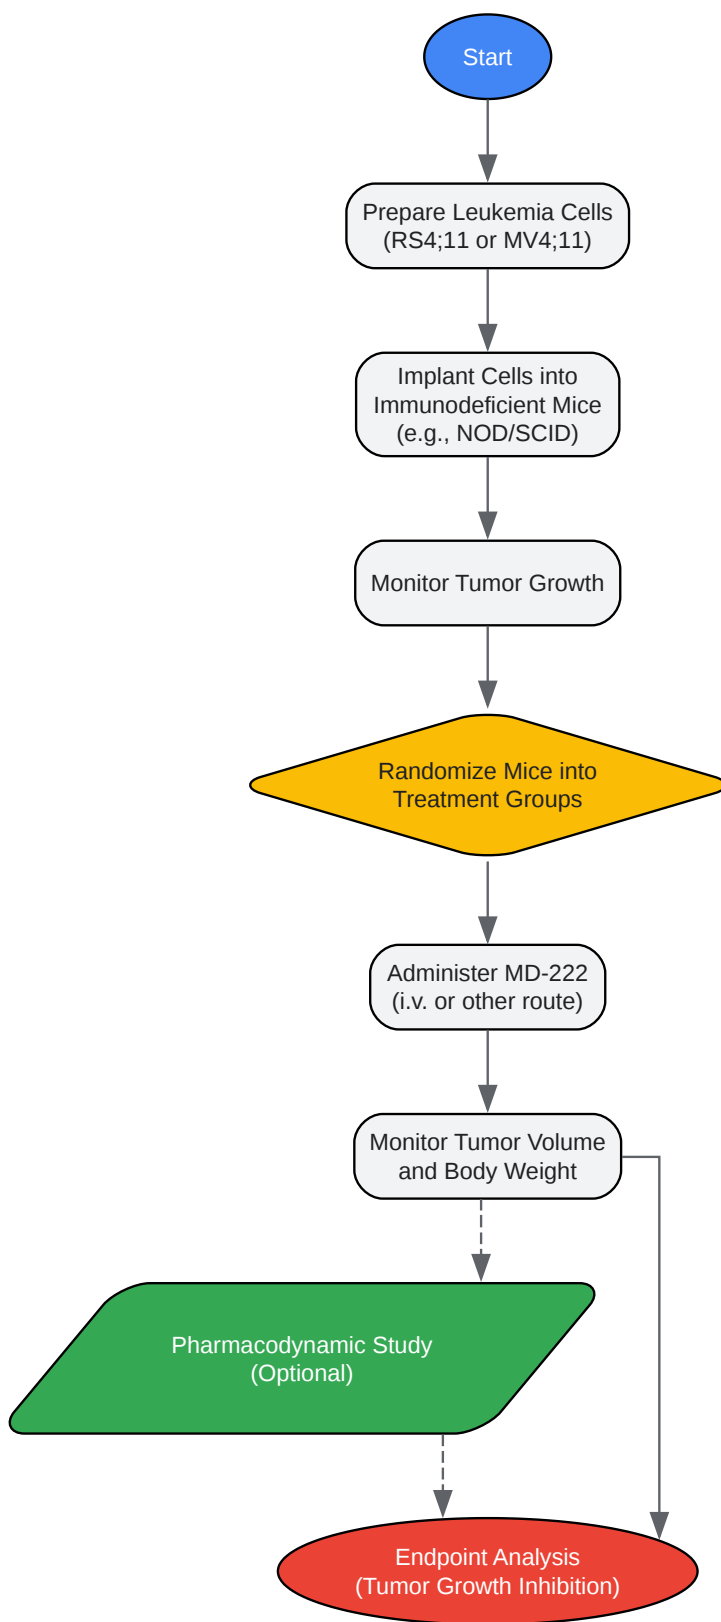 Start
Prepare Leukemia Cells
(RS4;11 or MV4;11)
Implant Cells into
Immunodeficient Mice
(e.g., NOD/SCID)
Monitor Tumor Growth
Randomize Mice into
Treatment Groups
Administer MD-222
(i.v. or other route)
Monitor Tumor Volume
and Body Weight
Pharmacodynamic Study
(Optional)
Endpoint Analysis
(Tumor Growth Inhibition)